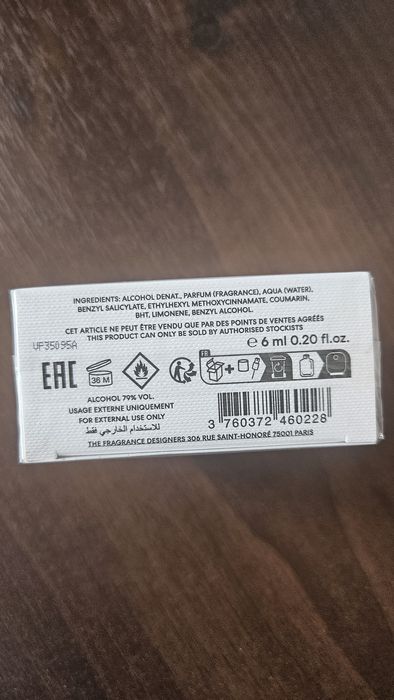 INGREDIENTS: ALCOHOL DENAT., PARFUM (FRAGRANCE), AQUA (WATER),
BENZYL SALICYLATE, ETHYLHEXYL METHOXYCINNAMATE, COUMARIN,
BHT, LIMONENE, BENZYL ALCOHOL.
CET ARTICLE NE PEUT ÊTRE VENDU QUE PAR DES POINTS DE VENTES AGRÉÉS
THIS PRODUCT CAN ONLY BE SOLD BY AUTHORISED STOCKISTS
VP35095A
e 6 ml 0.20 fl.oz.
EAC
36 M
FR
ALCOHOL 79% VOL.
USAGE EXTERNE UNIQUEMENT
FOR EXTERNAL USE ONLY
للاستخدام الخارجي فقط
3 760372 460228
THE FRAGRANCE DESIGNERS 306 RUE SAINT-HONORÉ 75001 PARIS